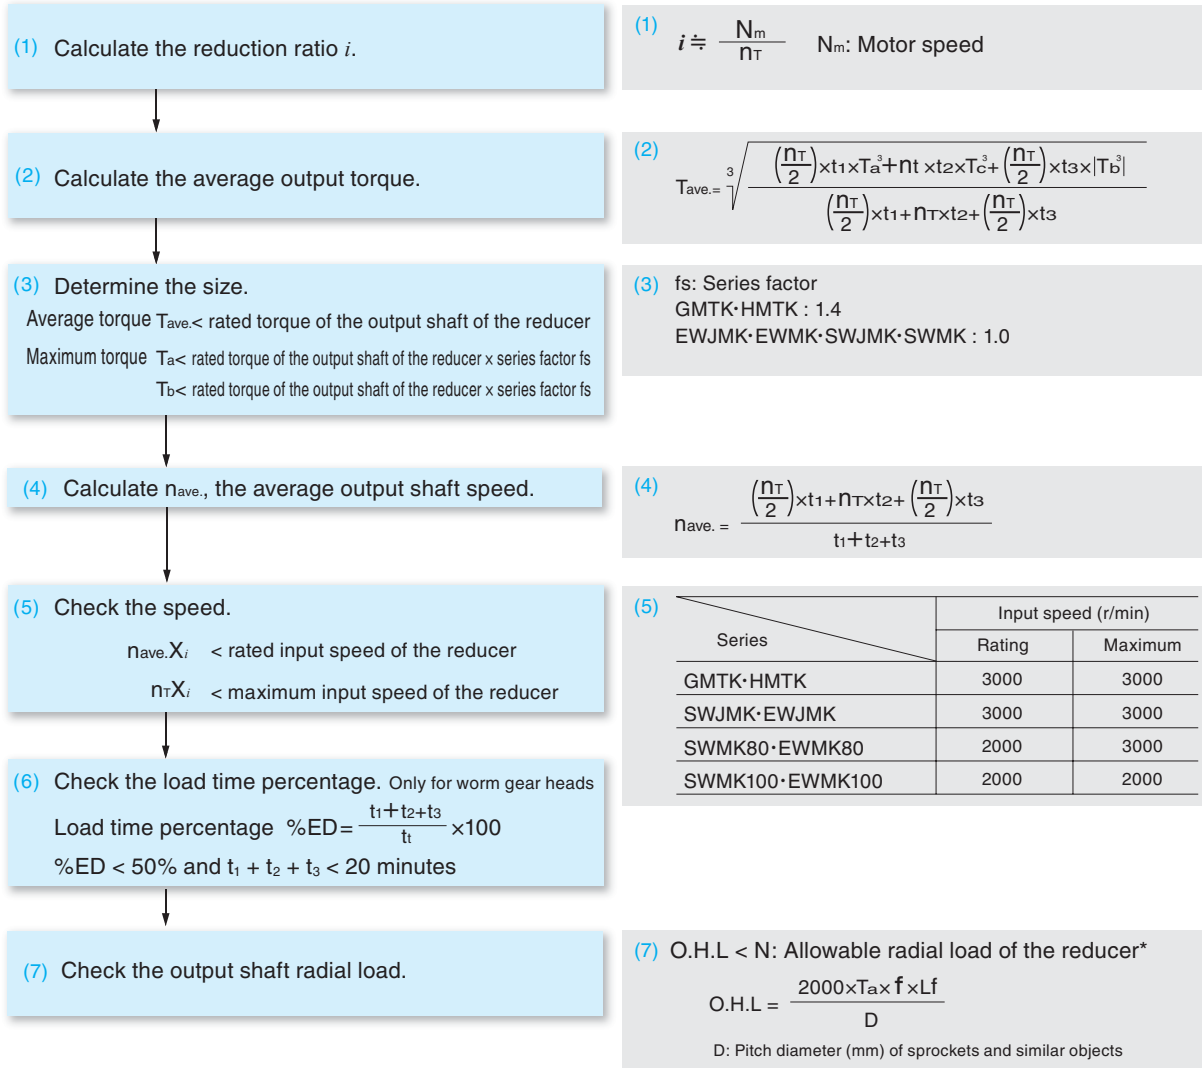 (1) Calculate the reduction ratio i.
(1) i ≒ Nm / nT   Nm: Motor speed
(2) Calculate the average output torque.
(2) Tave.= ³√ (nT/2)×t1×Ta³+nt ×t2×Tc³+(nT/2)×t3×|Tb³| / (nT/2)×t1+nT×t2+(nT/2)×t3
(3) Determine the size.
Average torque Tave.< rated torque of the output shaft of the reducer
Maximum torque Ta< rated torque of the output shaft of the reducer x series factor fs
Tb< rated torque of the output shaft of the reducer x series factor fs
(3) fs: Series factor
GMTK・HMTK : 1.4
EWJMK・EWMK・SWJMK・SWMK : 1.0
(4) Calculate nave., the average output shaft speed.
(4) nave. = (nT/2)×t1+nT×t2+(nT/2)×t3 / t1+t2+t3
(5) Check the speed.
nave.Xi < rated input speed of the reducer
nTXi < maximum input speed of the reducer
(5) Series Input speed (r/min)
Rating Maximum
GMTK・HMTK 3000 3000
SWJMK・EWJMK 3000 3000
SWMK80・EWMK80 2000 3000
SWMK100・EWMK100 2000 2000
(6) Check the load time percentage. Only for worm gear heads
Load time percentage %ED= t1+t2+t3 / tt ×100
%ED < 50% and t1 + t2 + t3 < 20 minutes
(7) Check the output shaft radial load.
(7) O.H.L < N: Allowable radial load of the reducer*
O.H.L = 2000×Ta×f×Lf / D
D: Pitch diameter (mm) of sprockets and similar objects